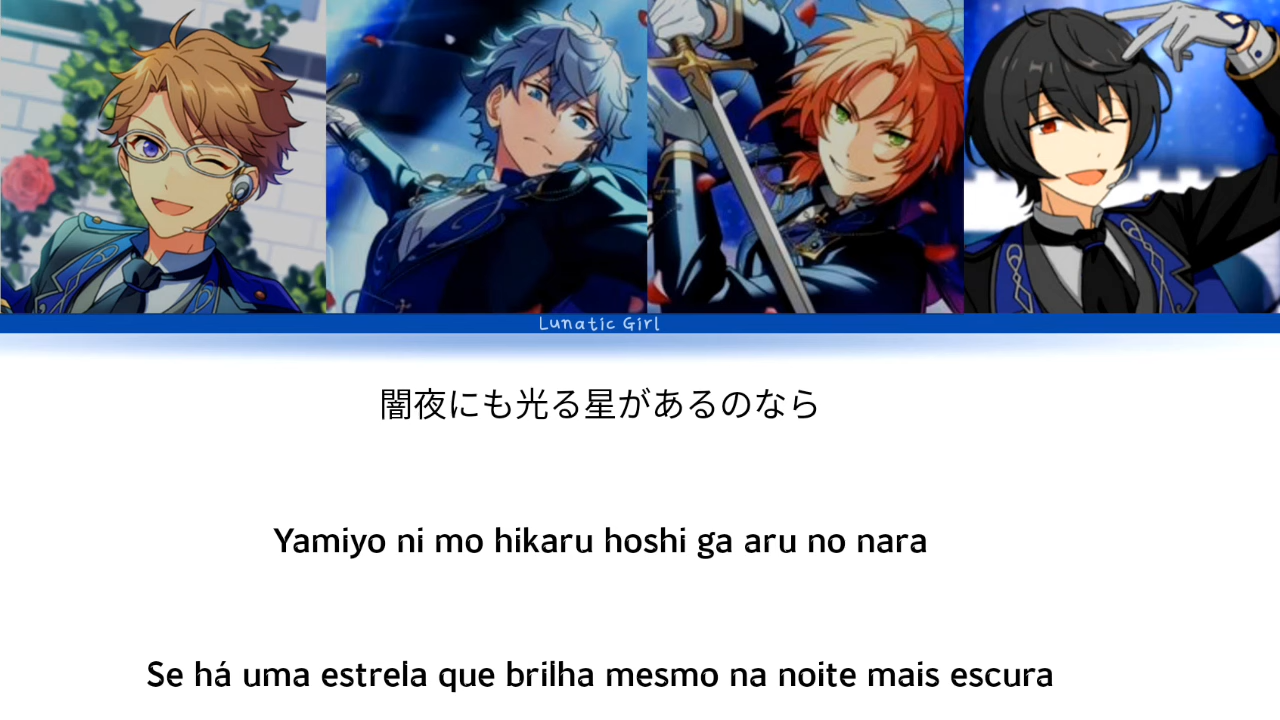 Lunatic Girl
闇夜にも光る星があるのなら
Yamiyo ni mo hikaru hoshi ga aru no nara
Se há uma estrela que brilha mesmo na noite mais escura